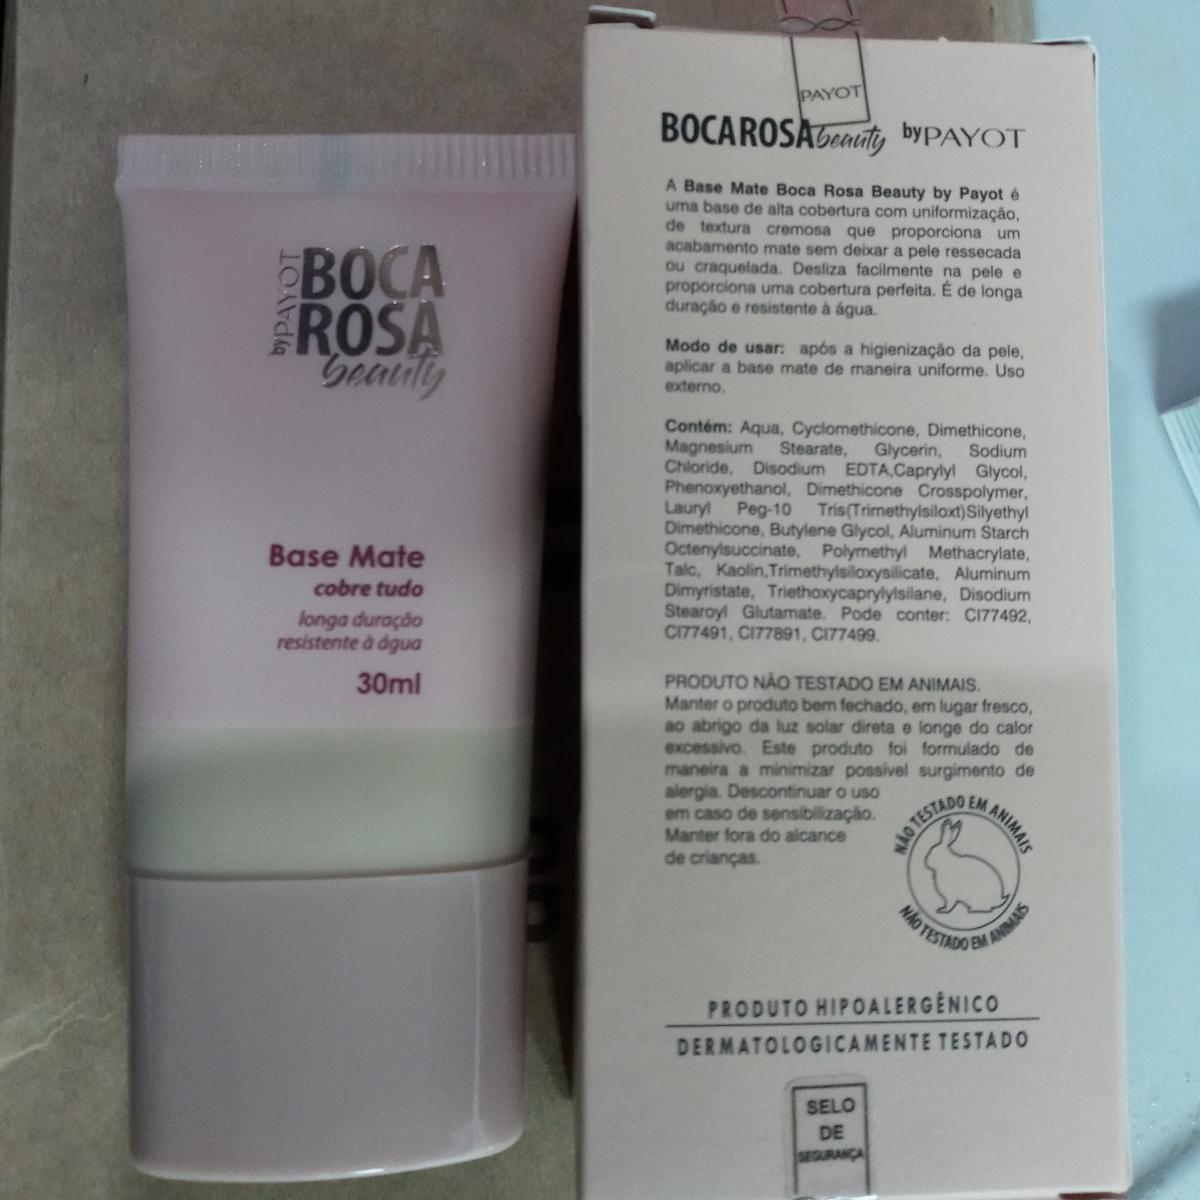 by PAYOT
BOCA
ROSA
beauty
Base Mate
cobre tudo
longa duração
resistente à água
30ml
PAYOT
BOCA ROSA beauty by PAYOT
A Base Mate Boca Rosa Beauty by Payot é
uma base de alta cobertura com uniformização,
de textura cremosa que proporciona um
acabamento mate sem deixar a pele ressecada
ou craquelada. Desliza facilmente na pele e
proporciona uma cobertura perfeita. É de longa
duração e resistente à água.
Modo de usar: após a higienização da pele,
aplicar a base mate de maneira uniforme. Uso
externo.
Contém: Aqua, Cyclomethicone, Dimethicone,
Magnesium Stearate, Glycerin, Sodium
Chloride, Disodium EDTA,Caprylyl Glycol,
Phenoxyethanol, Dimethicone Crosspolymer,
Lauryl Peg-10 Tris(Trimethylsiloxt)Silyethyl
Dimethicone, Butylene Glycol, Aluminum Starch
Octenylsuccinate, Polymethyl Methacrylate,
Talc, Kaolin,Trimethylsiloxysilicate, Aluminum
Dimyristate, Triethoxycaprylylsilane, Disodium
Stearoyl Glutamate. Pode conter: CI77492,
CI77491, CI77891, CI77499.
PRODUTO NÃO TESTADO EM ANIMAIS.
Manter o produto bem fechado, em lugar fresco,
ao abrigo da luz solar direta e longe do calor
excessivo. Este produto foi formulado de
maneira a minimizar possível surgimento de
alergia. Descontinuar o uso
em caso de sensibilização.
Manter fora do alcance
de crianças.
NÃO TESTADO EM ANIMAIS
NÃO TESTADO EM ANIMAIS
PRODUTO HIPOALERGÊNICO
DERMATOLOGICAMENTE TESTADO
SELO
DE
SEGURANÇA